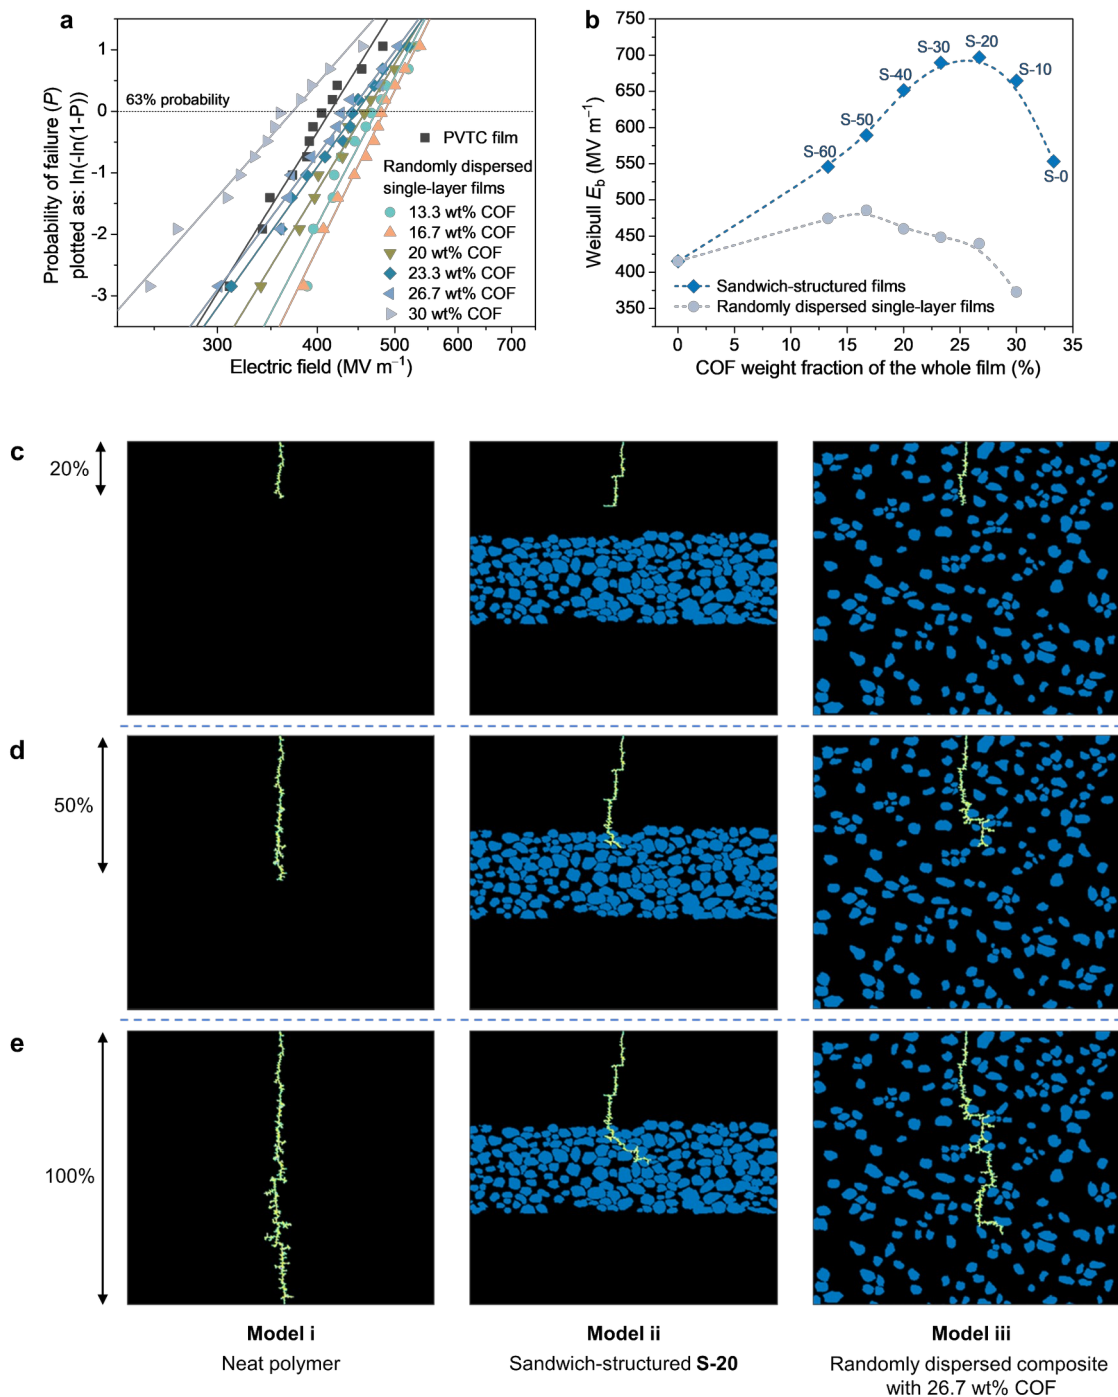 a
Probability of failure (P)
plotted as: ln(-ln(1-P))
1
0
-1
-2
-3
63% probability
PVTC film
Randomly dispersed
single-layer films
13.3 wt% COF
16.7 wt% COF
20 wt% COF
23.3 wt% COF
26.7 wt% COF
30 wt% COF
300 400 500 600 700
Electric field (MV m⁻¹)
b
Weibull Eb (MV m⁻¹)
750
700
650
600
550
500
450
400
350
S-60
S-50
S-40
S-30
S-20
S-10
S-0
Sandwich-structured films
Randomly dispersed single-layer films
0 5 10 15 20 25 30 35
COF weight fraction of the whole film (%)
c
20%
d
50%
e
100%
Model i
Neat polymer
Model ii
Sandwich-structured S-20
Model iii
Randomly dispersed composite
with 26.7 wt% COF